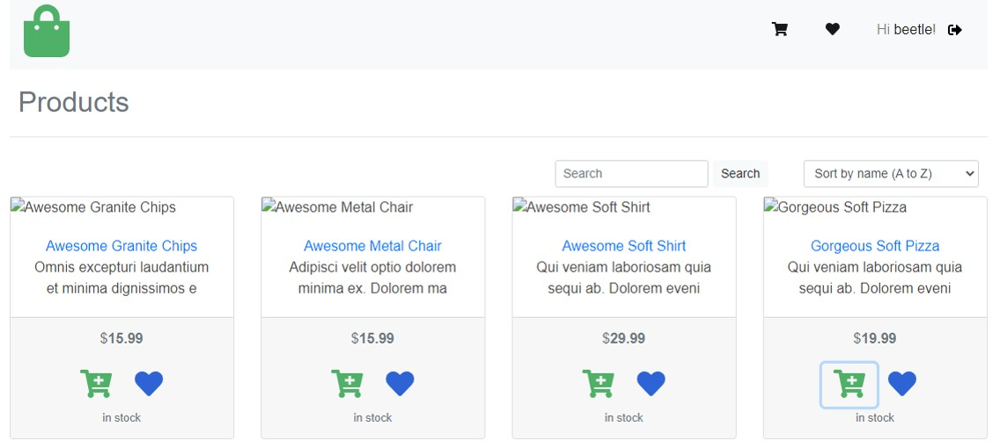 Hi beetle!
Products
Search Search Sort by name (A to Z)
Awesome Granite Chips
Awesome Granite Chips
Omnis excepturi laudantium
et minima dignissimos e
$15.99
in stock
Awesome Metal Chair
Awesome Metal Chair
Adipisci velit optio dolorem
minima ex. Dolorem ma
$15.99
in stock
Awesome Soft Shirt
Awesome Soft Shirt
Qui veniam laboriosam quia
sequi ab. Dolorem eveni
$29.99
in stock
Gorgeous Soft Pizza
Gorgeous Soft Pizza
Qui veniam laboriosam quia
sequi ab. Dolorem eveni
$19.99
in stock